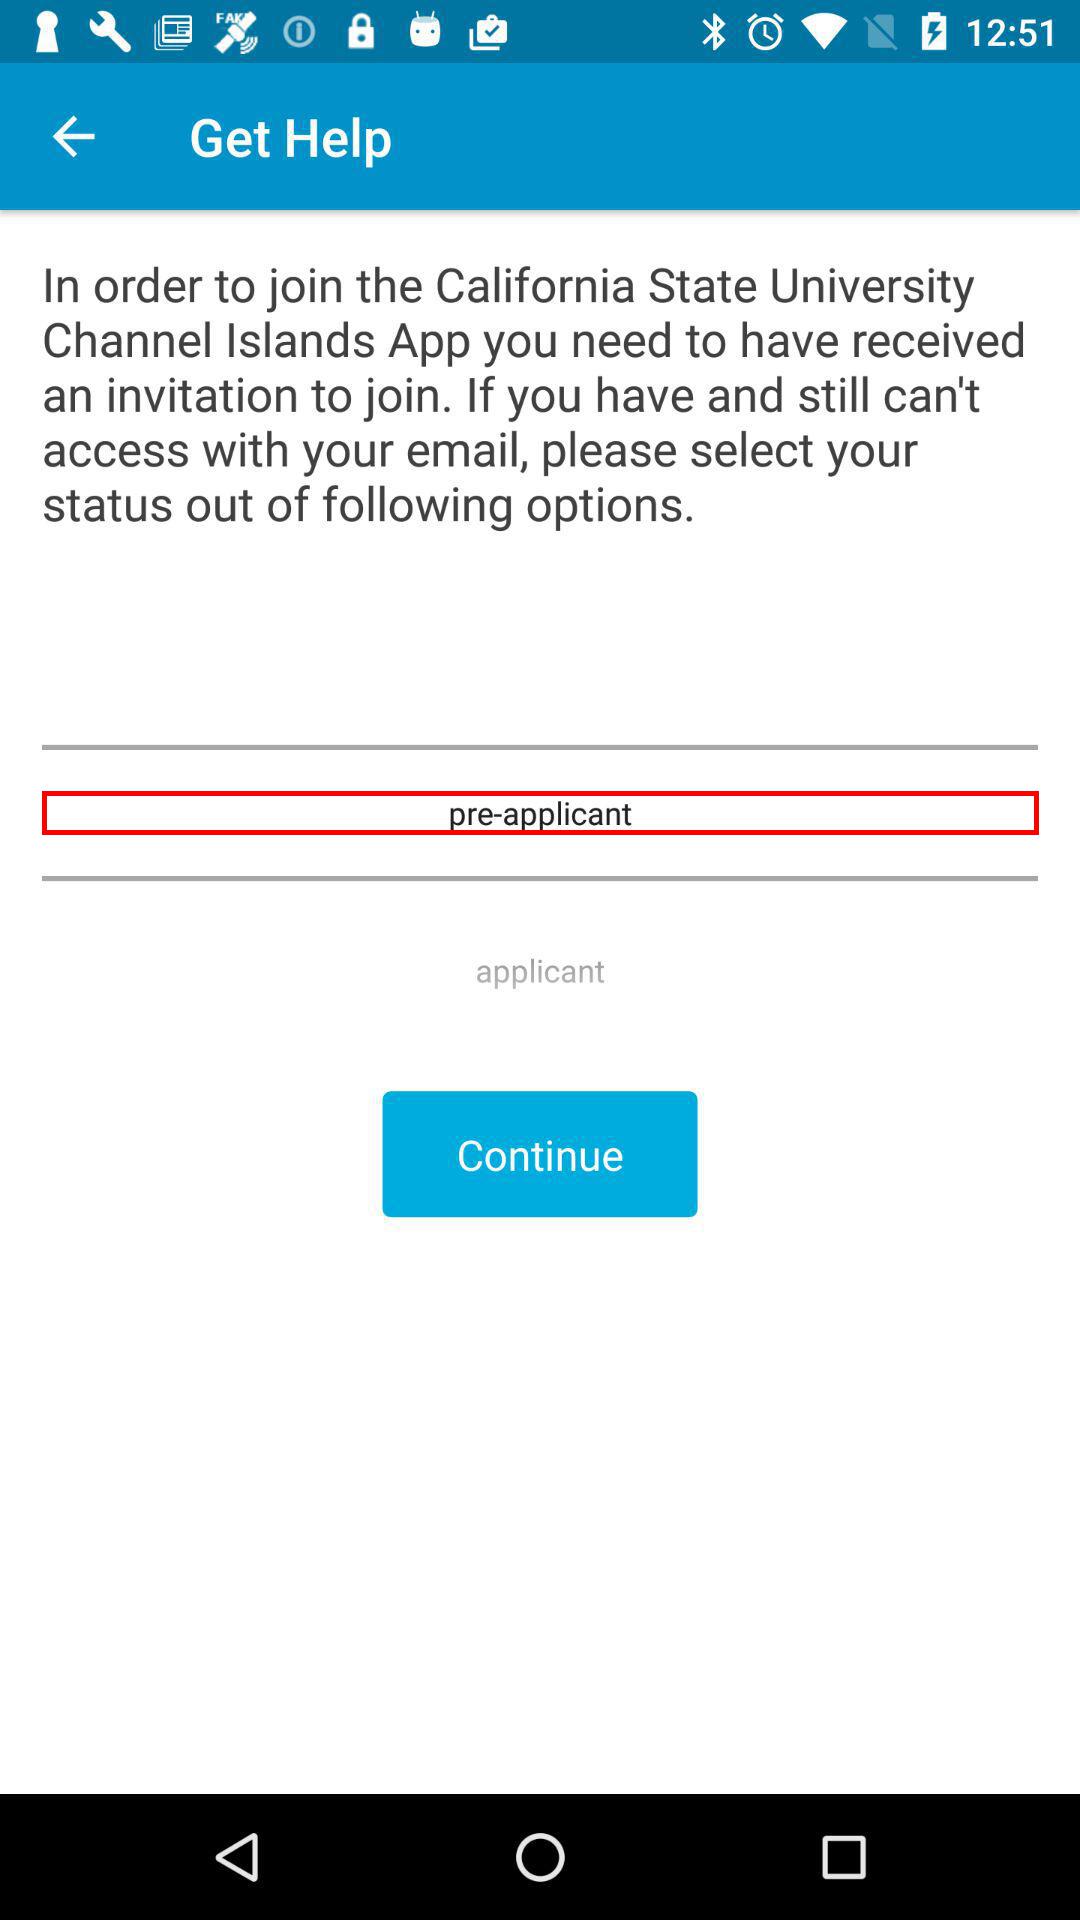 FAKE
12:51
Get Help
In order to join the California State University
Channel Islands App you need to have received
an invitation to join. If you have and still can't
access with your email, please select your
status out of following options.
pre-applicant
applicant
Continue